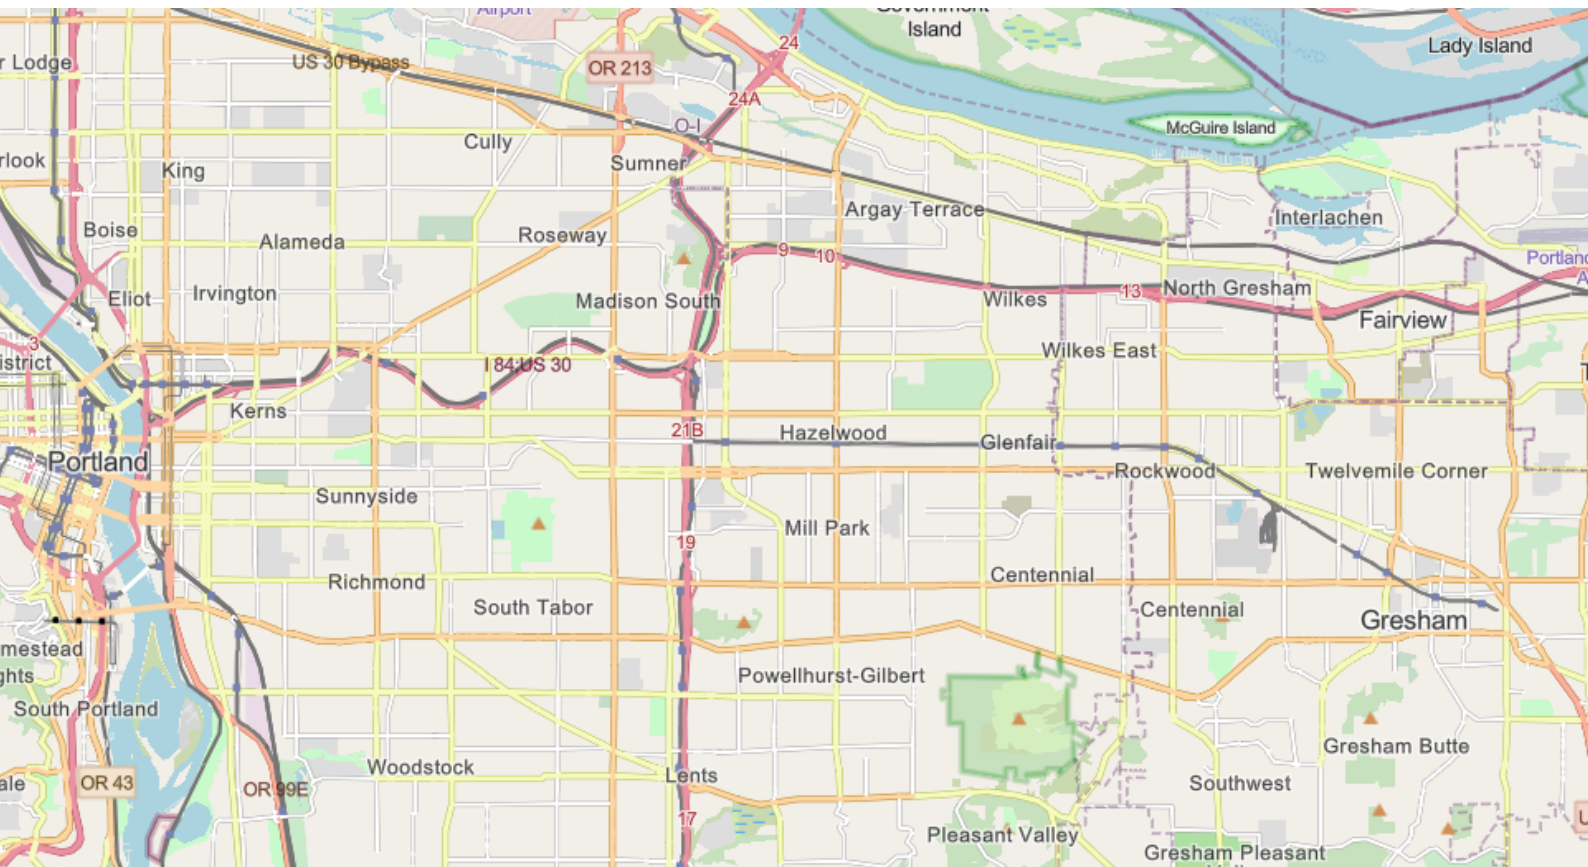 Airport
Government
Island
24
Lady Island
r Lodge
US 30 Bypass
OR 213
24A
O-I
McGuire Island
Cully
rlook
King
Sumner
Argay Terrace
Interlachen
Boise
Alameda
Roseway
9
10
Portland
A
Eliot
Irvington
Madison South
Wilkes
13
North Gresham
Fairview
3
istrict
I 84;US 30
Wilkes East
T
Kerns
21B
Hazelwood
Glenfair
Portland
Rockwood
Twelvemile Corner
Sunnyside
Mill Park
19
Richmond
South Tabor
Centennial
Centennial
Gresham
mestead
ghts
Powellhurst-Gilbert
South Portland
Gresham Butte
Woodstock
Lents
Southwest
ale
OR 43
OR 99E
17
Pleasant Valley
Gresham Pleasant
U